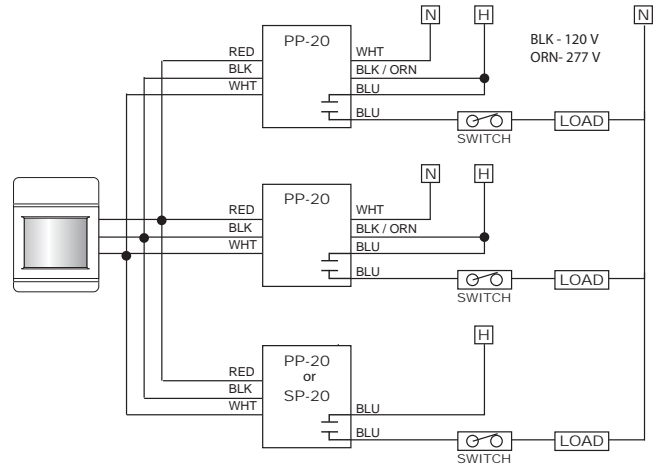 N H N
PP-20
BLK - 120 V
ORN- 277 V
RED WHT
BLK BLK / ORN
WHT BLU
BLU
LOAD
SWITCH
N H
PP-20
RED WHT
BLK BLK / ORN
WHT BLU
BLU
LOAD
SWITCH
H
PP-20
or
SP-20
RED
BLK
WHT BLU
BLU
LOAD
SWITCH